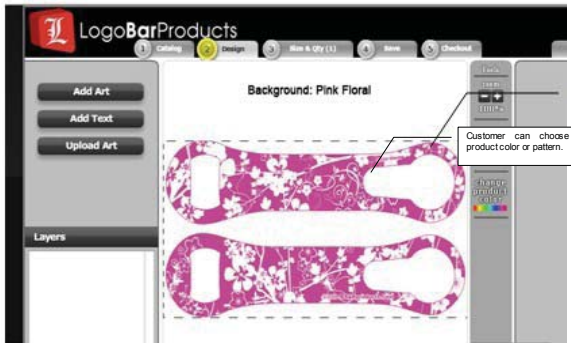 L LogoBarProducts
1 Catalog 2 Design 3 Size & Qty (1) 4 Save 5 Checkout
Add Art
Add Text
Upload Art
Background: Pink Floral
Customer can choose
product color or pattern.
change
product
color
Layers